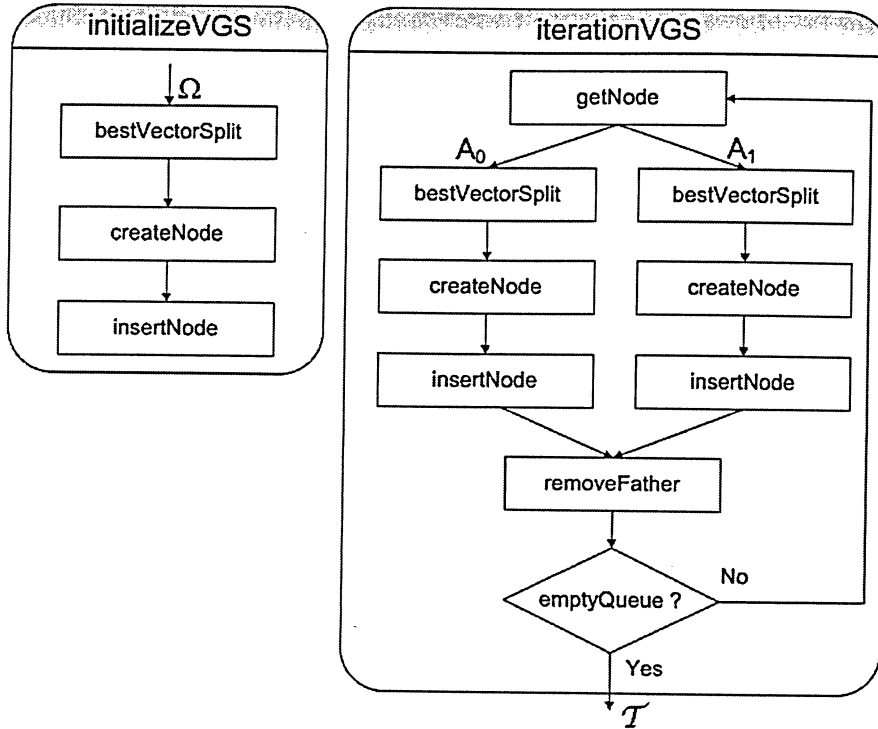 initializeVGS
Ω
bestVectorSplit
createNode
insertNode
iterationVGS
getNode
A₀ A₁
bestVectorSplit bestVectorSplit
createNode createNode
insertNode insertNode
removeFather
emptyQueue ?
No
Yes
𝒯